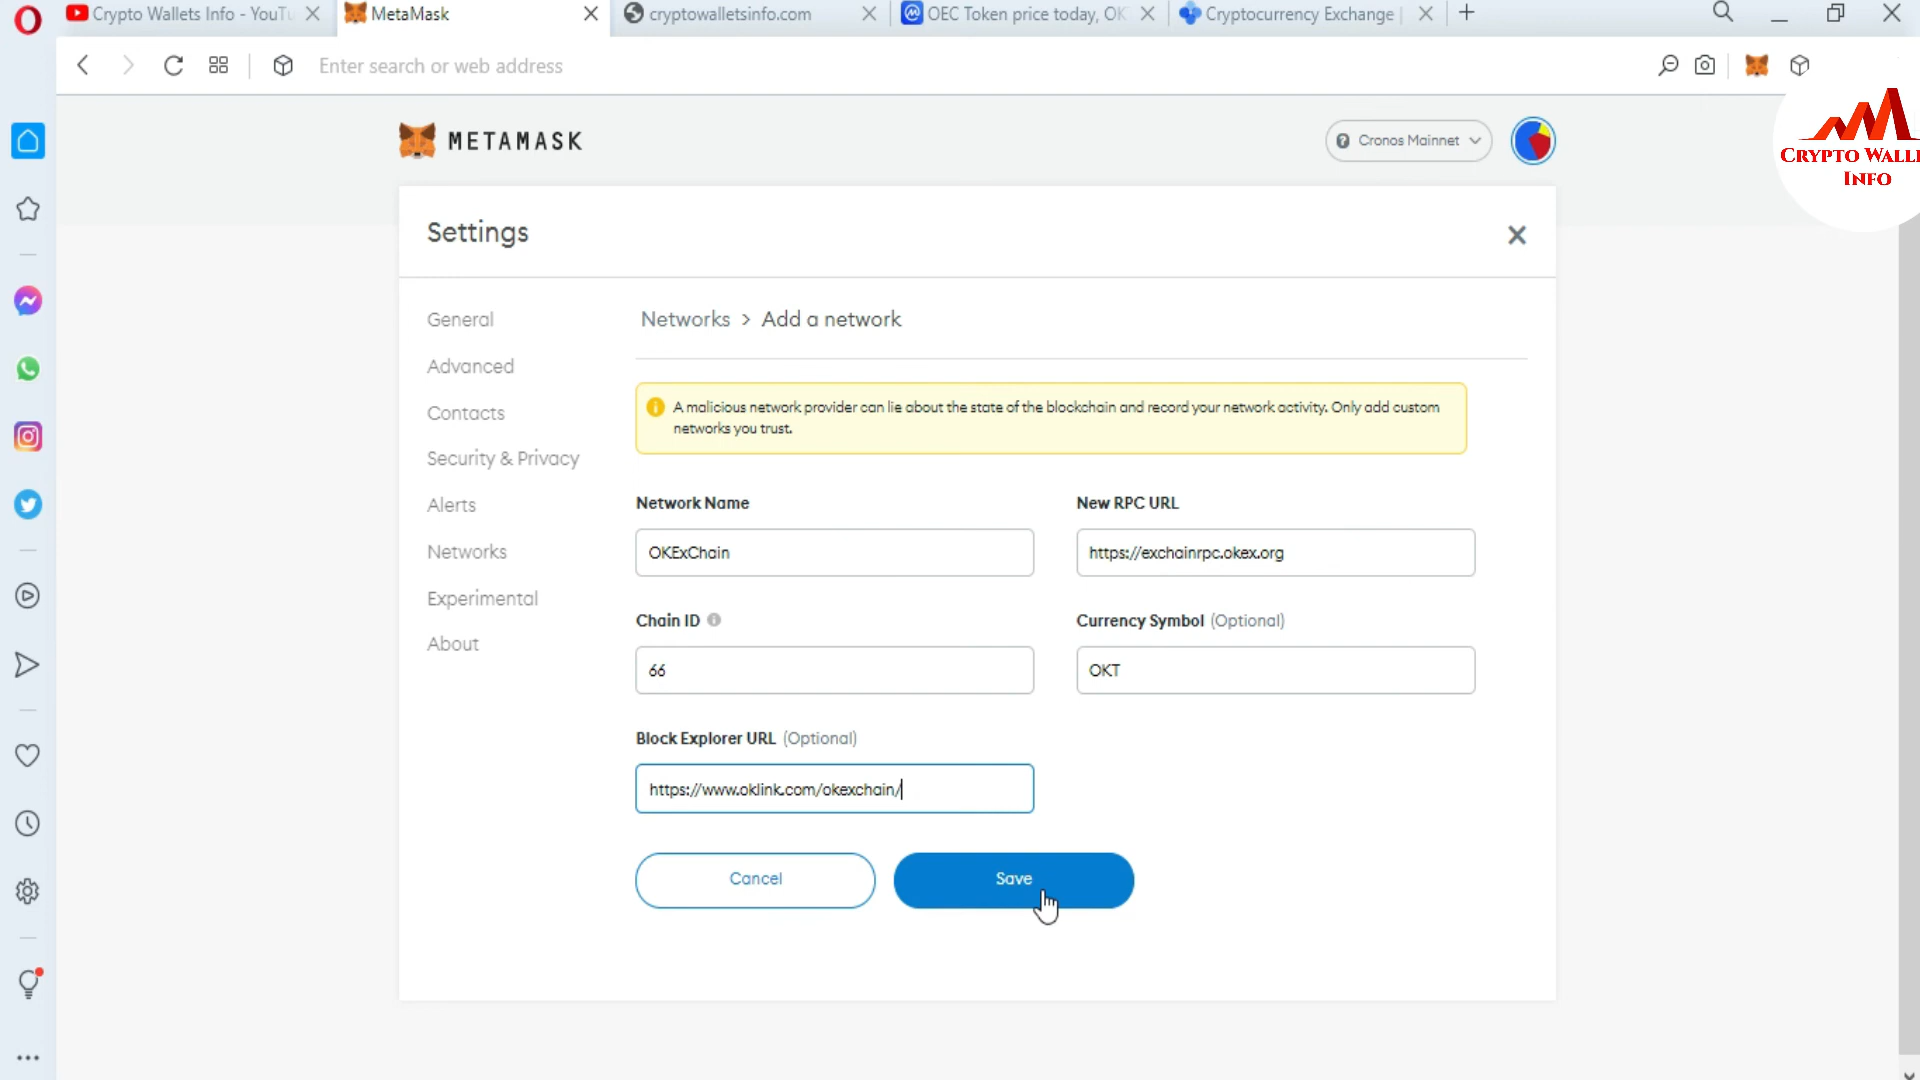 Crypto Wallets Info - YouTu
MetaMask
cryptowalletsinfo.com
OEC Token price today, OK
Cryptocurrency Exchange |
Enter search or web address
METAMASK
Cronos Mainnet
CRYPTO WALLE
INFO
Settings
General
Advanced
Contacts
Security & Privacy
Alerts
Networks
Experimental
About
Networks > Add a network
A malicious network provider can lie about the state of the blockchain and record your network activity. Only add custom
networks you trust.
Network Name
New RPC URL
OKExChain
https://exchainrpc.okex.org
Chain ID
Currency Symbol (Optional)
66
OKT
Block Explorer URL (Optional)
https://www.oklink.com/okexchain/
Cancel
Save